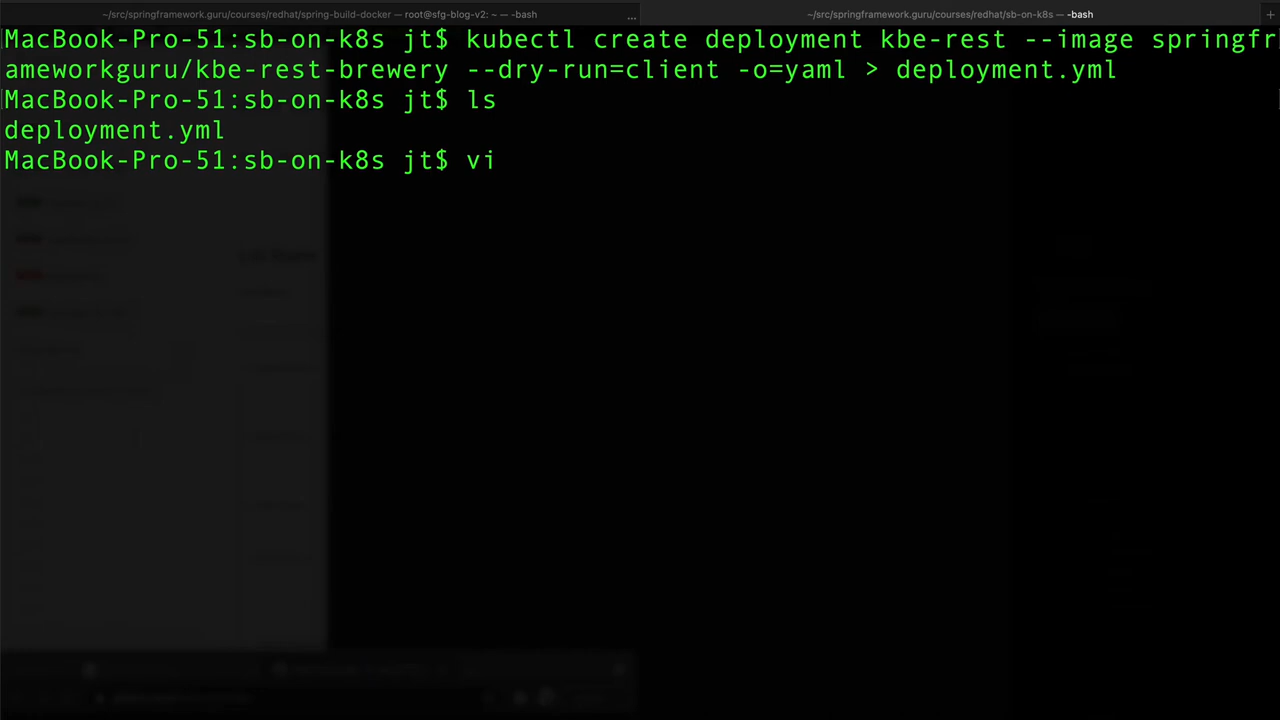 ~/src/springframework.guru/courses/redhat/spring-build-docker — root@sfg-blog-v2: ~ — -bash
... ~/src/springframework.guru/courses/redhat/sb-on-k8s — -bash +
MacBook-Pro-51:sb-on-k8s jt$ kubectl create deployment kbe-rest --image springfr
ameworkguru/kbe-rest-brewery --dry-run=client -o=yaml > deployment.yml
MacBook-Pro-51:sb-on-k8s jt$ ls
deployment.yml
MacBook-Pro-51:sb-on-k8s jt$ vi